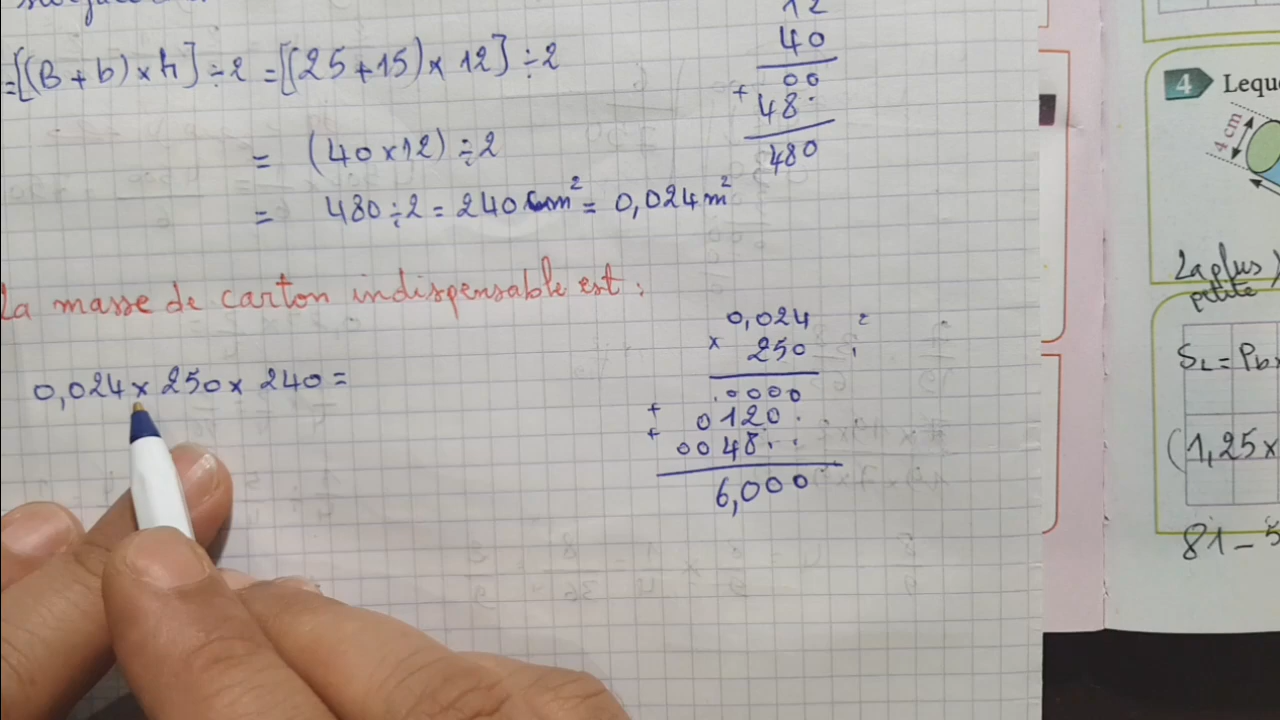 =[(B + b) × h] ÷ 2 = [(25 + 15) × 12] ÷ 2
= (40 × 12) ÷ 2
= 480 ÷ 2 = 240 cm² = 0,024 m²
La masse de carton indispensable est :
0,024 × 250 × 240 =
12
40
00
+ 48.
480
0,024
× 250
.0000
+ 0120.
+ 0048..
6,000
4 Lequ
4 cm
La plus
petite
SL = Pb×
(1,25×
81 - 5